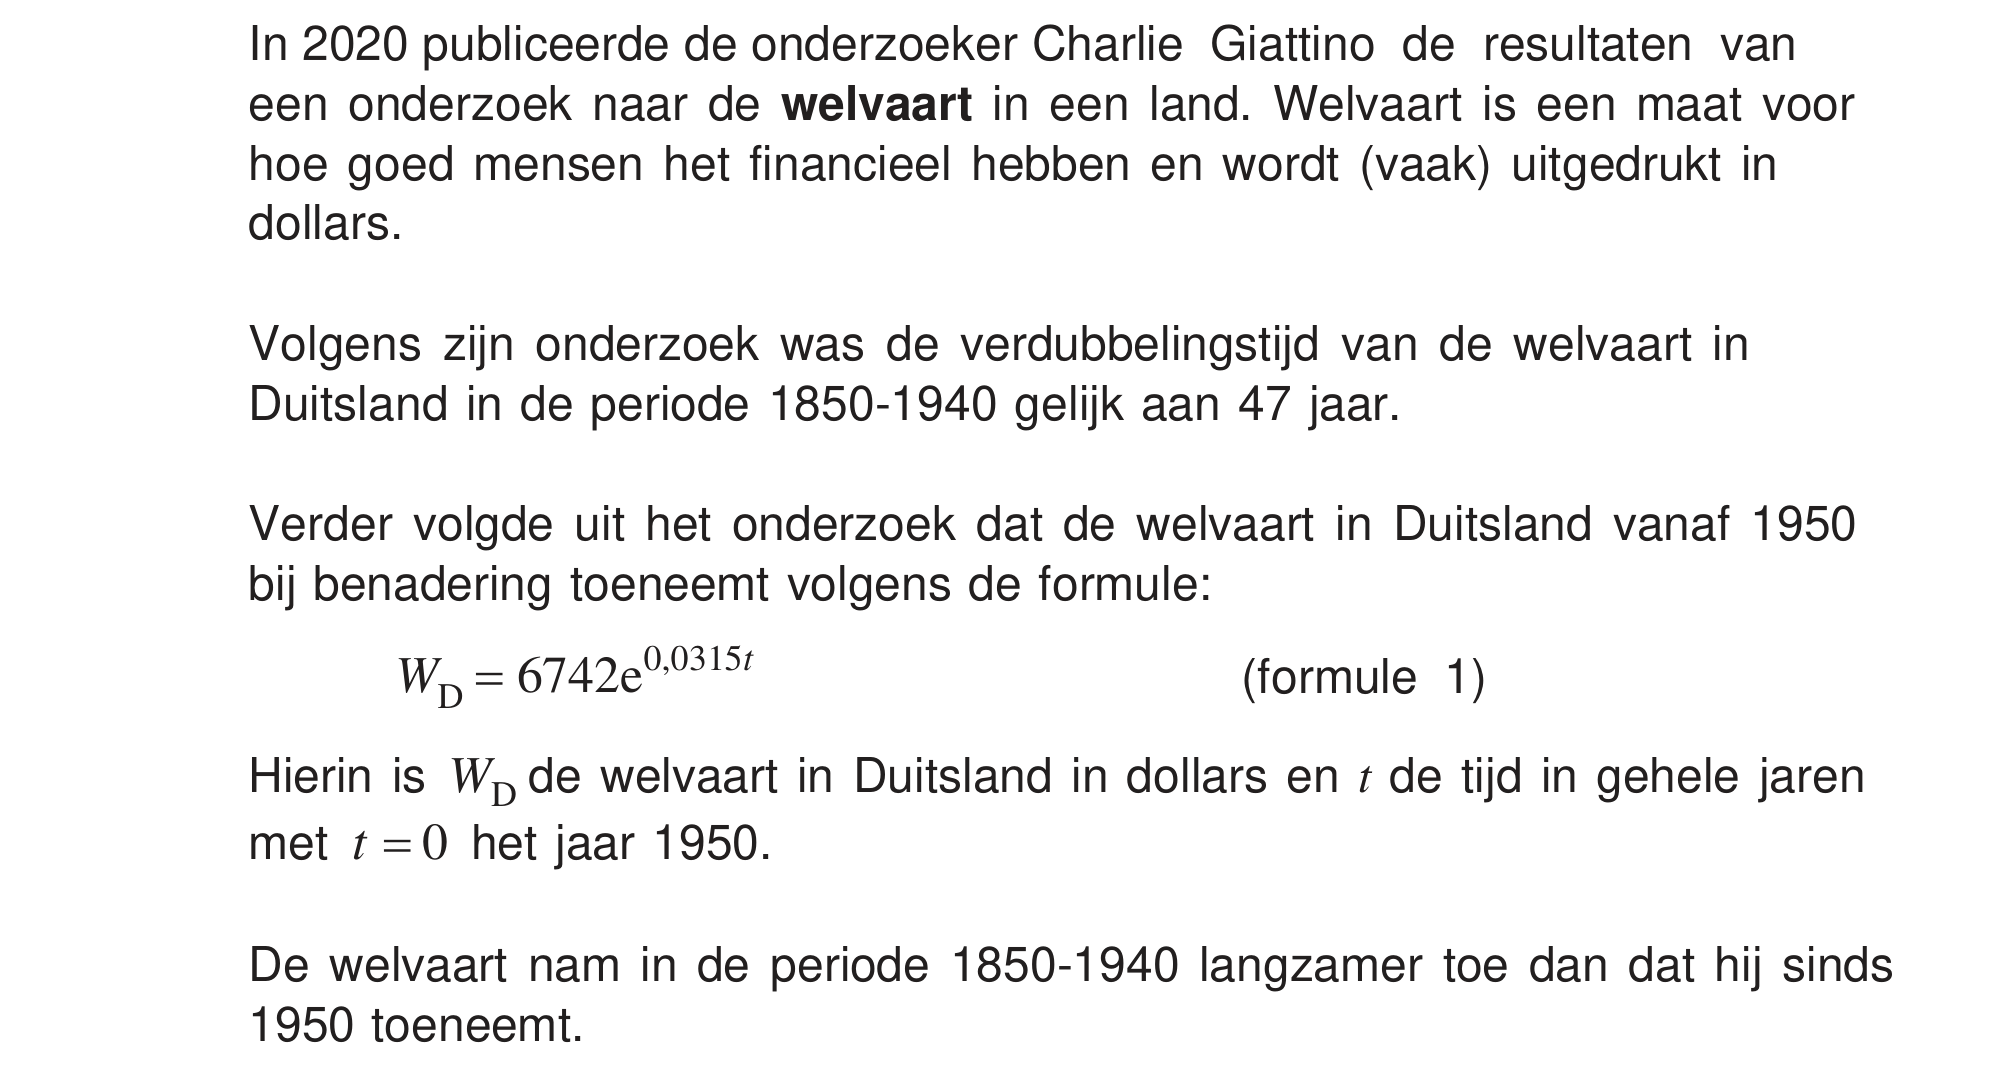 In 2020 publiceerde de onderzoeker Charlie Giattino de resultaten van
een onderzoek naar de welvaart in een land. Welvaart is een maat voor
hoe goed mensen het financieel hebben en wordt (vaak) uitgedrukt in
dollars.
Volgens zijn onderzoek was de verdubbelingstijd van de welvaart in
Duitsland in de periode 1850-1940 gelijk aan 47 jaar.
Verder volgde uit het onderzoek dat de welvaart in Duitsland vanaf 1950
bij benadering toeneemt volgens de formule:
W_D = 6742e^{0,0315t} (formule 1)
Hierin is W_D de welvaart in Duitsland in dollars en t de tijd in gehele jaren
met t = 0 het jaar 1950.
De welvaart nam in de periode 1850-1940 langzamer toe dan dat hij sinds
1950 toeneemt.